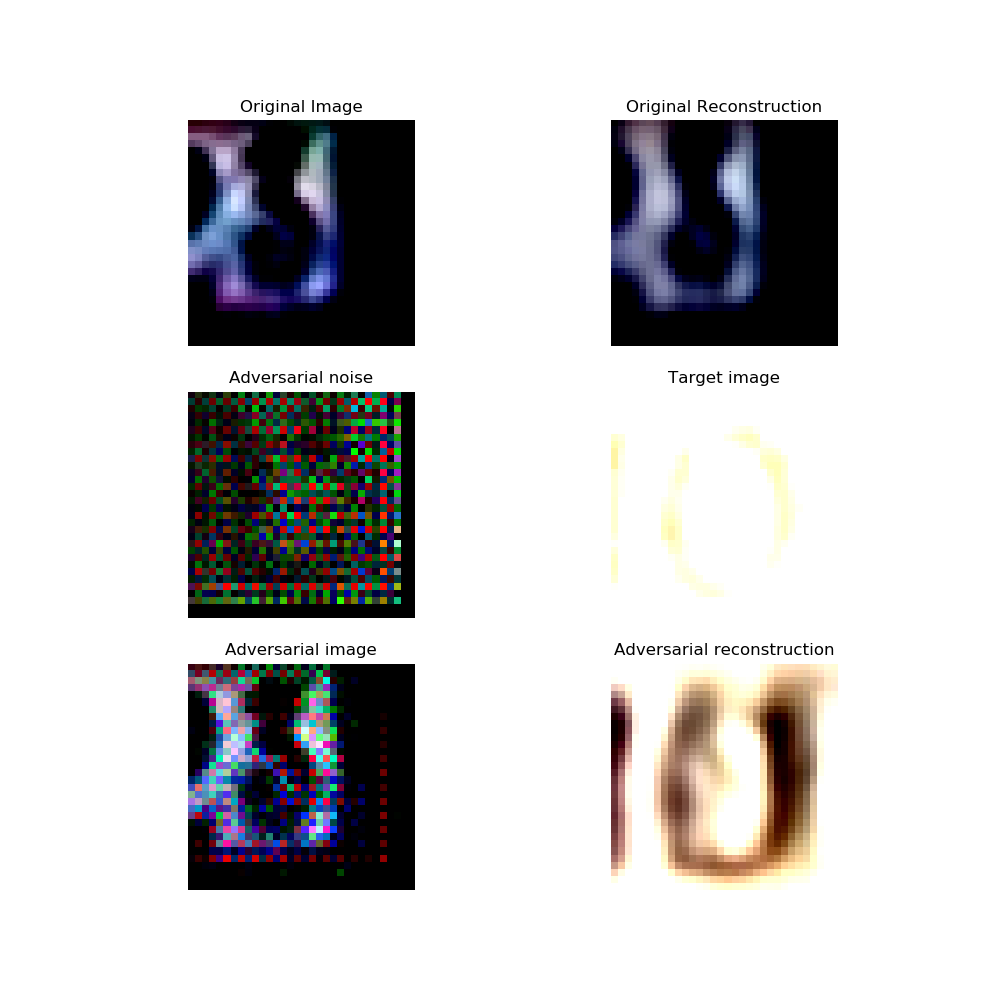 Original Image
Original Reconstruction
Adversarial noise
Target image
Adversarial image
Adversarial reconstruction